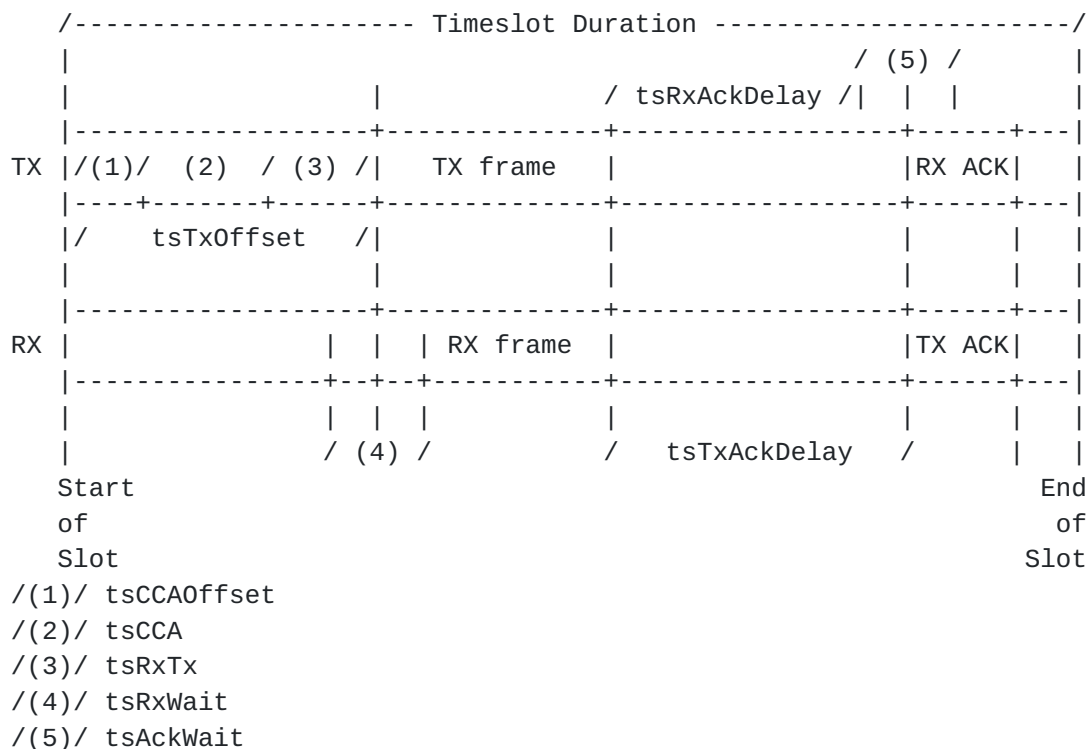 /---------------------- Timeslot Duration -----------------------/
|                                                   / (5) /       |
|                   |              / tsRxAckDelay /|  |  |       |
|-------------------+--------------+------------------+------+---|
TX |/(1)/  (2)  / (3) /|   TX frame   |                  |RX ACK|   |
|----+-------+------+--------------+------------------+------+---|
|/    tsTxOffset   /|              |                  |      |   |
|                   |              |                  |      |   |
|-------------------+--------------+------------------+------+---|
RX |                |  |  | RX frame  |                  |TX ACK|   |
|----------------+--+--+-----------+------------------+------+---|
|                |  |  |           |                  |      |   |
|                / (4) /           /   tsTxAckDelay   /      |   |
Start                                                          End
of                                                              of
Slot                                                          Slot
/(1)/ tsCCAOffset
/(2)/ tsCCA
/(3)/ tsRxTx
/(4)/ tsRxWait
/(5)/ tsAckWait